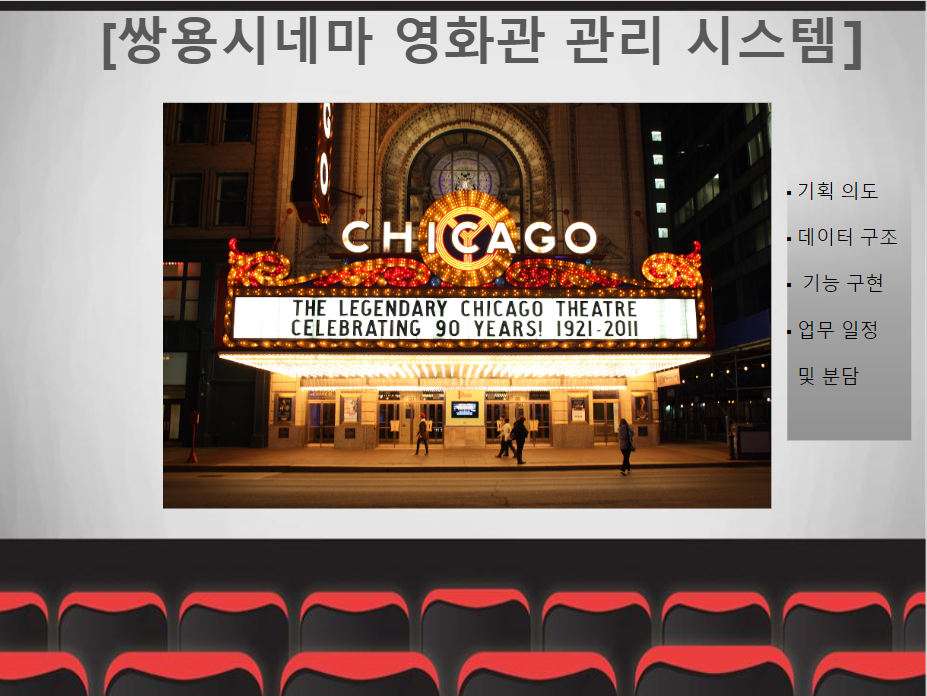 [쌍용시네마 영화관 관리 시스템]
GO
CHICAGO
THE LEGENDARY CHICAGO THEATRE
CELEBRATING 90 YEARS! 1921-2011
▪ 기획 의도
▪ 데이터 구조
▪ 기능 구현
▪ 업무 일정
및 분담